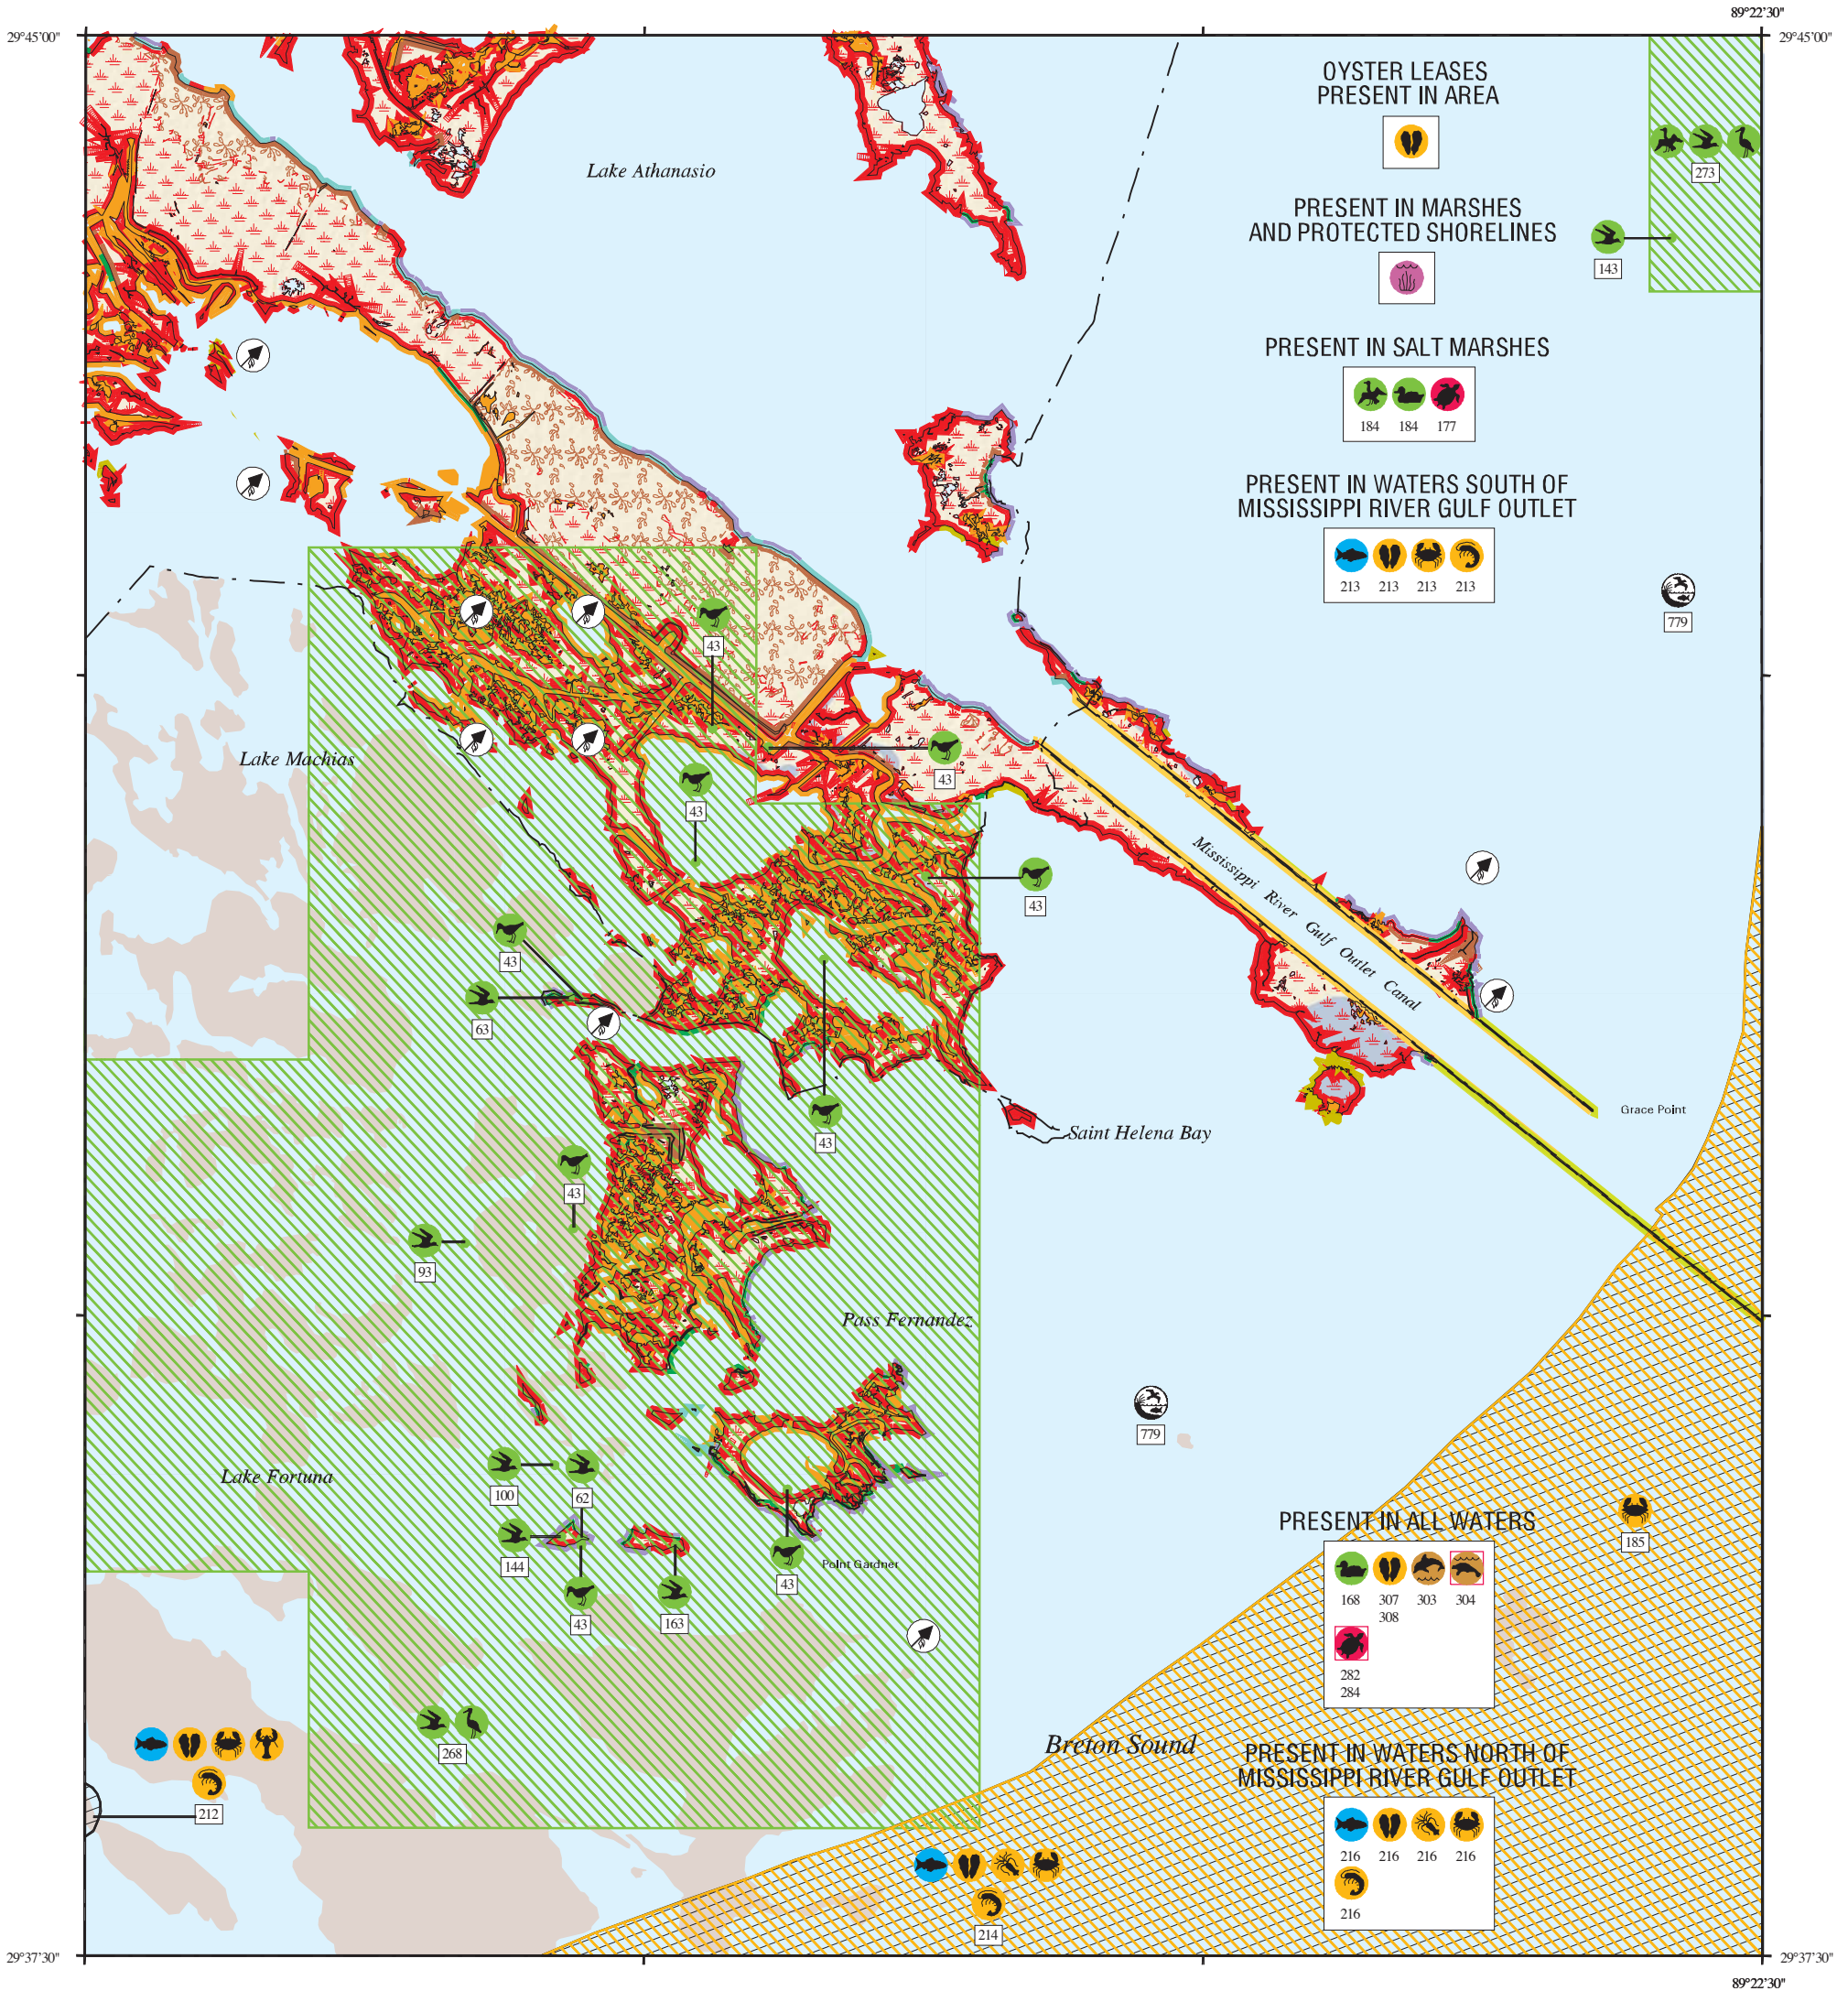 89°22'30"
29°45'00"
29°45'00"
OYSTER LEASES
PRESENT IN AREA
273
Lake Athanasio
PRESENT IN MARSHES
AND PROTECTED SHORELINES
143
PRESENT IN SALT MARSHES
184 184 177
PRESENT IN WATERS SOUTH OF
MISSISSIPPI RIVER GULF OUTLET
213 213 213 213
779
43
Lake Machias
43
43
43
Mississippi River Gulf Outlet Canal
43
63
Grace Point
43
Saint Helena Bay
43
93
Pass Fernandez
779
Lake Fortuna
100
62
PRESENT IN ALL WATERS
185
144
Point Gardner
43
43
163
168 307 303 304
308
282
284
268
Breton Sound
PRESENT IN WATERS NORTH OF
MISSISSIPPI RIVER GULF OUTLET
212
216 216 216 216
216
214
29°37'30"
29°37'30"
89°22'30"